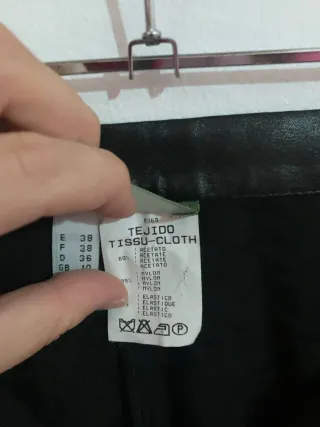 E 38
F 38
D 36
GB 10
TEJIDO
TISSU-CLOTH
ACETATO
ACETATE
ACETATE
ACETATO
NYLON
NYLON
NYLON
NYLON
ELASTICO
ELASTIQUE
ELASTIC
ELASTICO
P